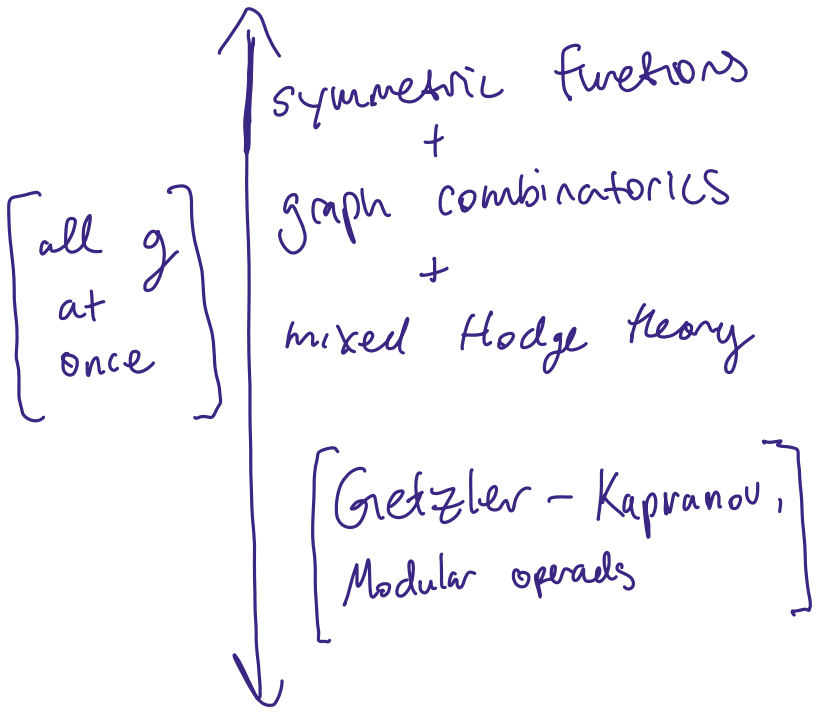 symmetric functions
+
graph combinatorics
+
mixed Hodge theory
[all g
at
once]
[Getzler - Kapranov,
Modular operads]